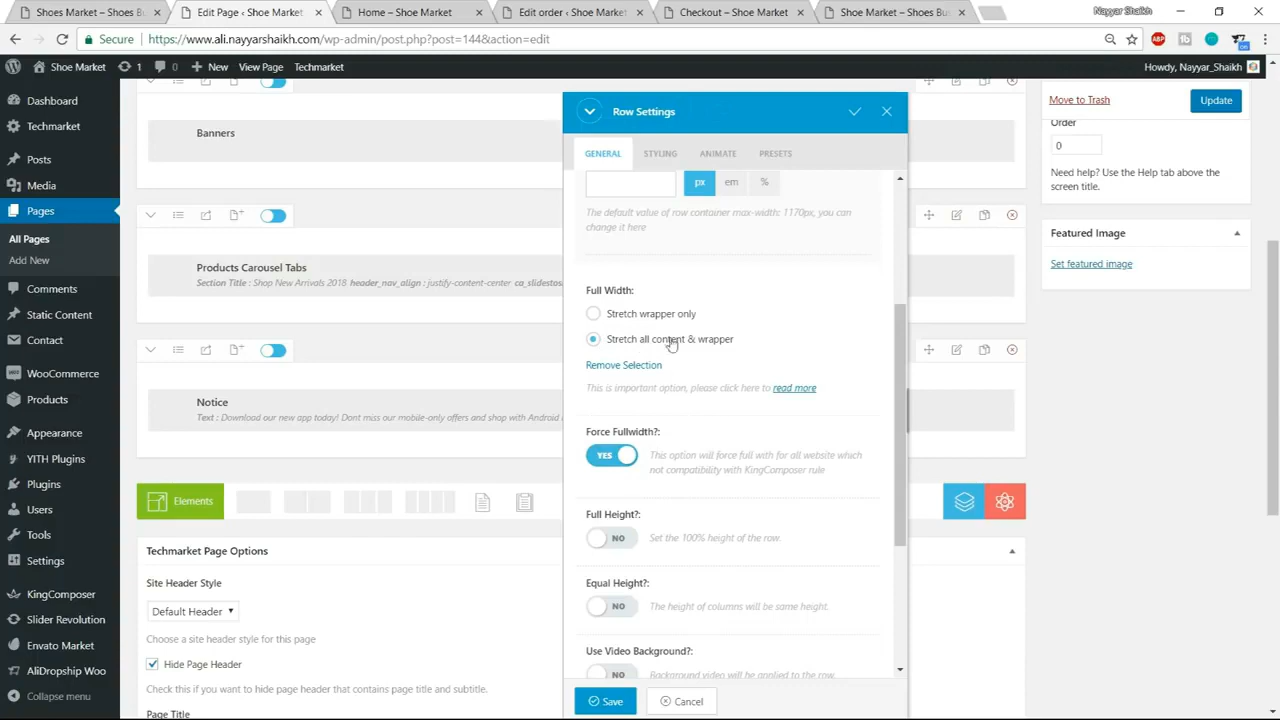 Shoes Market – Shoes B
Edit Page ‹ Shoe Market
Home – Shoe Market
Edit order ‹ Shoe Market
Checkout – Shoe Market
Shoe Market – Shoes Bu
Nayyar Shaikh
Secure
https://www.ali.nayyarshaikh.com/wp-admin/post.php?post=144&action=edit
Shoe Market
1
New
View Page
Techmarket
Howdy, Nayyar_Shaikh
Dashboard
Techmarket
Posts
Media
Pages
All Pages
Add New
Comments
Static Content
Contact
WooCommerce
Products
Appearance
YITH Plugins
Plugins
Users
Tools
Settings
KingComposer
Slider Revolution
Envato Market
AliDropship Woo
Collapse menu
Banners
Products Carousel Tabs
Section Title : Shop New Arrivals 2018 header_nav_align : justify-content-center ca_slidestos
Notice
Text : Download our new app today! Dont miss our mobile-only offers and shop with Android
Elements
Techmarket Page Options
Site Header Style
Default Header
Choose a site header style for this page
Hide Page Header
Check this if you want to hide page header that contains page title and subtitle.
Page Title
Row Settings
GENERAL
STYLING
ANIMATE
PRESETS
px
em
%
The default value of row container max-width: 1170px, you can
change it here
Full Width:
Stretch wrapper only
Stretch all content & wrapper
Remove Selection
This is important option, please click here to read more
Force Fullwidth?:
YES
This option will force full with for all website which
not compatibility with KingComposer rule
Full Height?:
NO
Set the 100% height of the row.
Equal Height?:
NO
The height of columns will be same height.
Use Video Background?:
NO
Background video will be applied to the row.
Save
Cancel
Move to Trash
Update
Order
0
Need help? Use the Help tab above the
screen title.
Featured Image
Set featured image